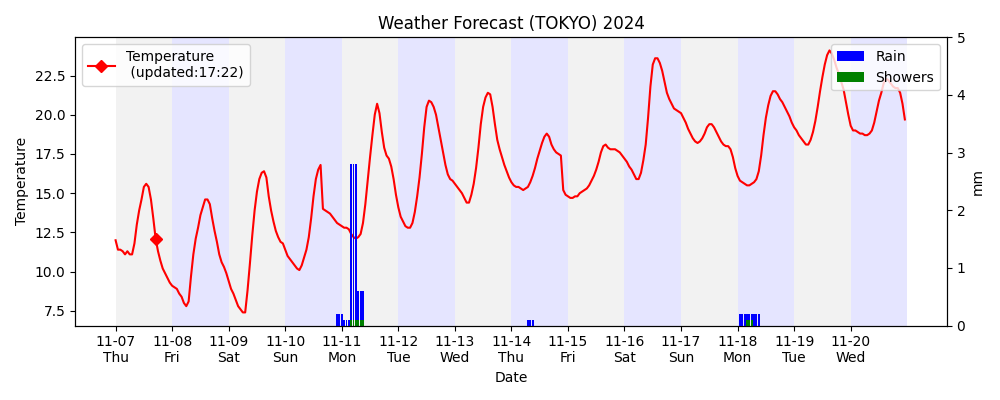 Weather Forecast (TOKYO) 2024
Temperature
(updated:17:22)
Rain
Showers
Temperature
22.5
20.0
17.5
15.0
12.5
10.0
7.5
5
4
3
2
1
0
mm
11-07 11-08 11-09 11-10 11-11 11-12 11-13 11-14 11-15 11-16 11-17 11-18 11-19 11-20
Thu Fri Sat Sun Mon Tue Wed Thu Fri Sat Sun Mon Tue Wed
Date